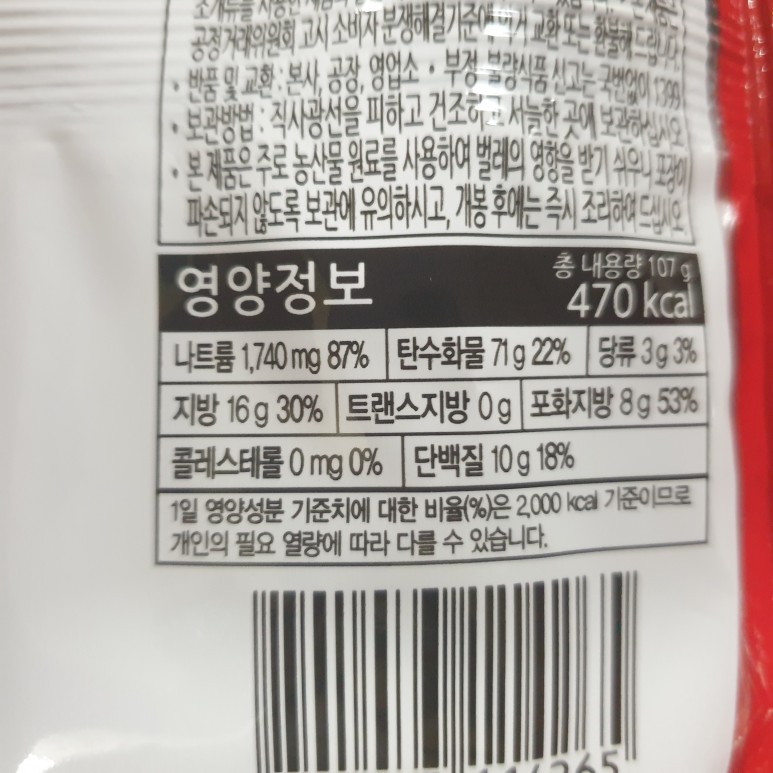 소개류를 사용한
공정거래위원회 고시 소비자분쟁해결기준에 교환 또는 환불해 드립니다.
• 반품 및 교환 : 본사, 공장, 영업소 • 부정·불량식품 신고는 국번없이 1399
• 보관방법 : 직사광선을 피하고 건조하고 서늘한 곳에 보관하십시오.
• 본 제품은 주로 농산물 원료를 사용하여 벌레의 영향을 받기 쉬우니 포장이
파손되지 않도록 보관에 유의하시고, 개봉 후에는 즉시 조리하여 드십시오.
영양정보
총 내용량 107 g
470 kcal
나트륨 1,740 mg 87% 탄수화물 71 g 22% 당류 3 g 3%
지방 16 g 30% 트랜스지방 0 g 포화지방 8 g 53%
콜레스테롤 0 mg 0% 단백질 10 g 18%
1일 영양성분 기준치에 대한 비율(%)은 2,000 kcal 기준이므로
개인의 필요 열량에 따라 다를 수 있습니다.